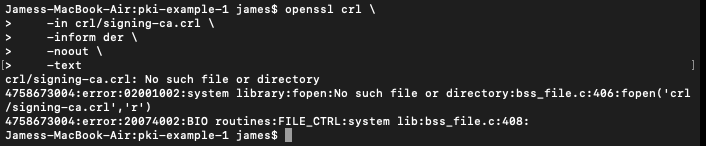 Jamess-MacBook-Air:pki-example-1 james$ openssl crl \
>     -in crl/signing-ca.crl \
>     -inform der \
>     -noout \
[>     -text ]
crl/signing-ca.crl: No such file or directory
4758673004:error:02001002:system library:fopen:No such file or directory:bss_file.c:406:fopen('crl
/signing-ca.crl','r')
4758673004:error:20074002:BIO routines:FILE_CTRL:system lib:bss_file.c:408:
Jamess-MacBook-Air:pki-example-1 james$